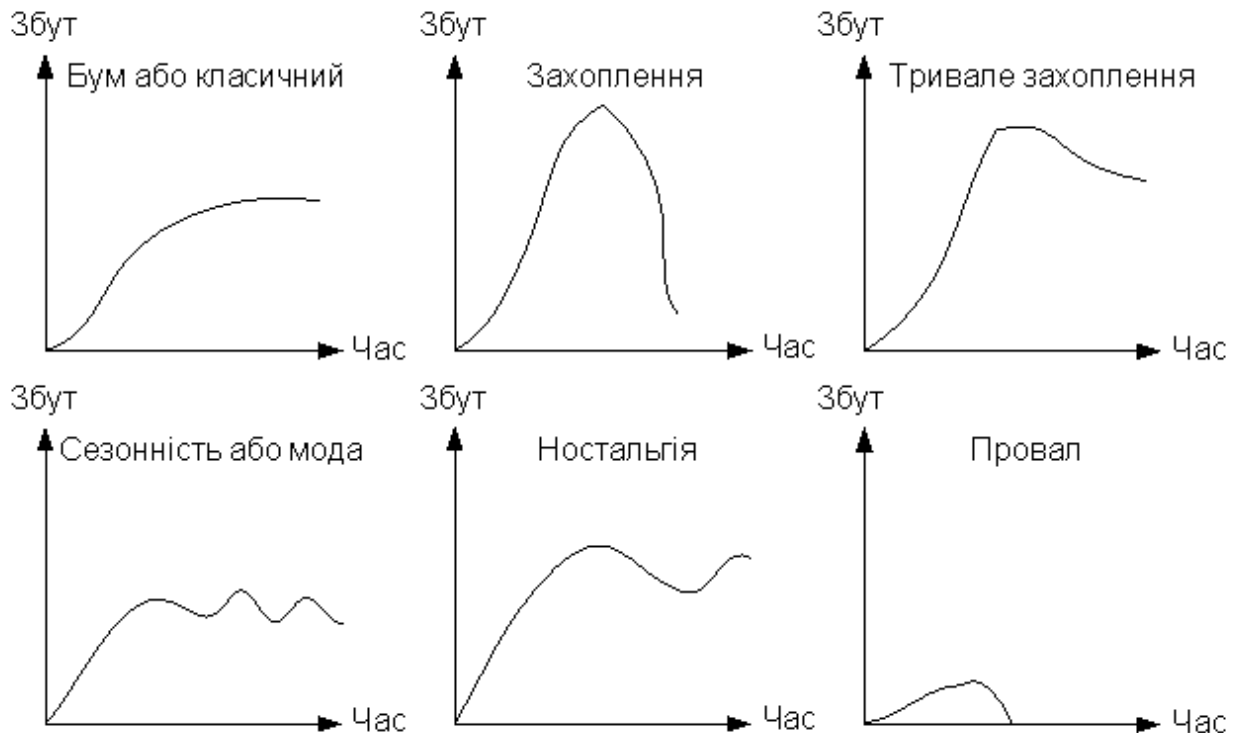 Збут
Бум або класичний
Час
Збут
Захоплення
Час
Збут
Тривале захоплення
Час
Збут
Сезонність або мода
Час
Збут
Ностальгія
Час
Збут
Провал
Час